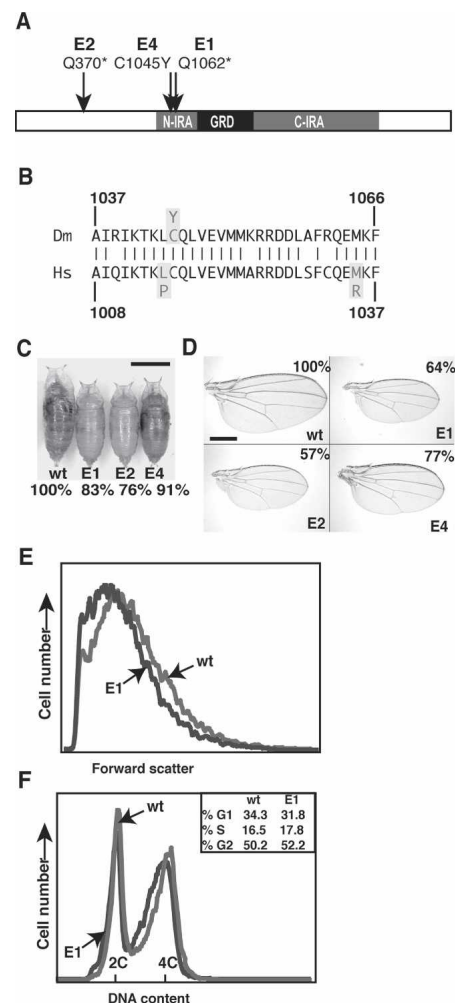 A
E2 E4 E1
Q370* C1045Y Q1062*
N-IRA GRD C-IRA
B
1037 1066
Y
Dm AIRIKTKLCQLVEVMMKRRDDLAFRQEMKF
Hs AIQIKTKLCQLVEVMMARRDDLSFCQEMKF
P R
1008 1037
C
wt E1 E2 E4
100% 83% 76% 91%
D
100% 64%
wt E1
57% 77%
E2 E4
E
Cell number
wt
E1
Forward scatter
F
Cell number
wt
wt E1
% G1 34.3 31.8
% S 16.5 17.8
% G2 50.2 52.2
E1
2C 4C
DNA content